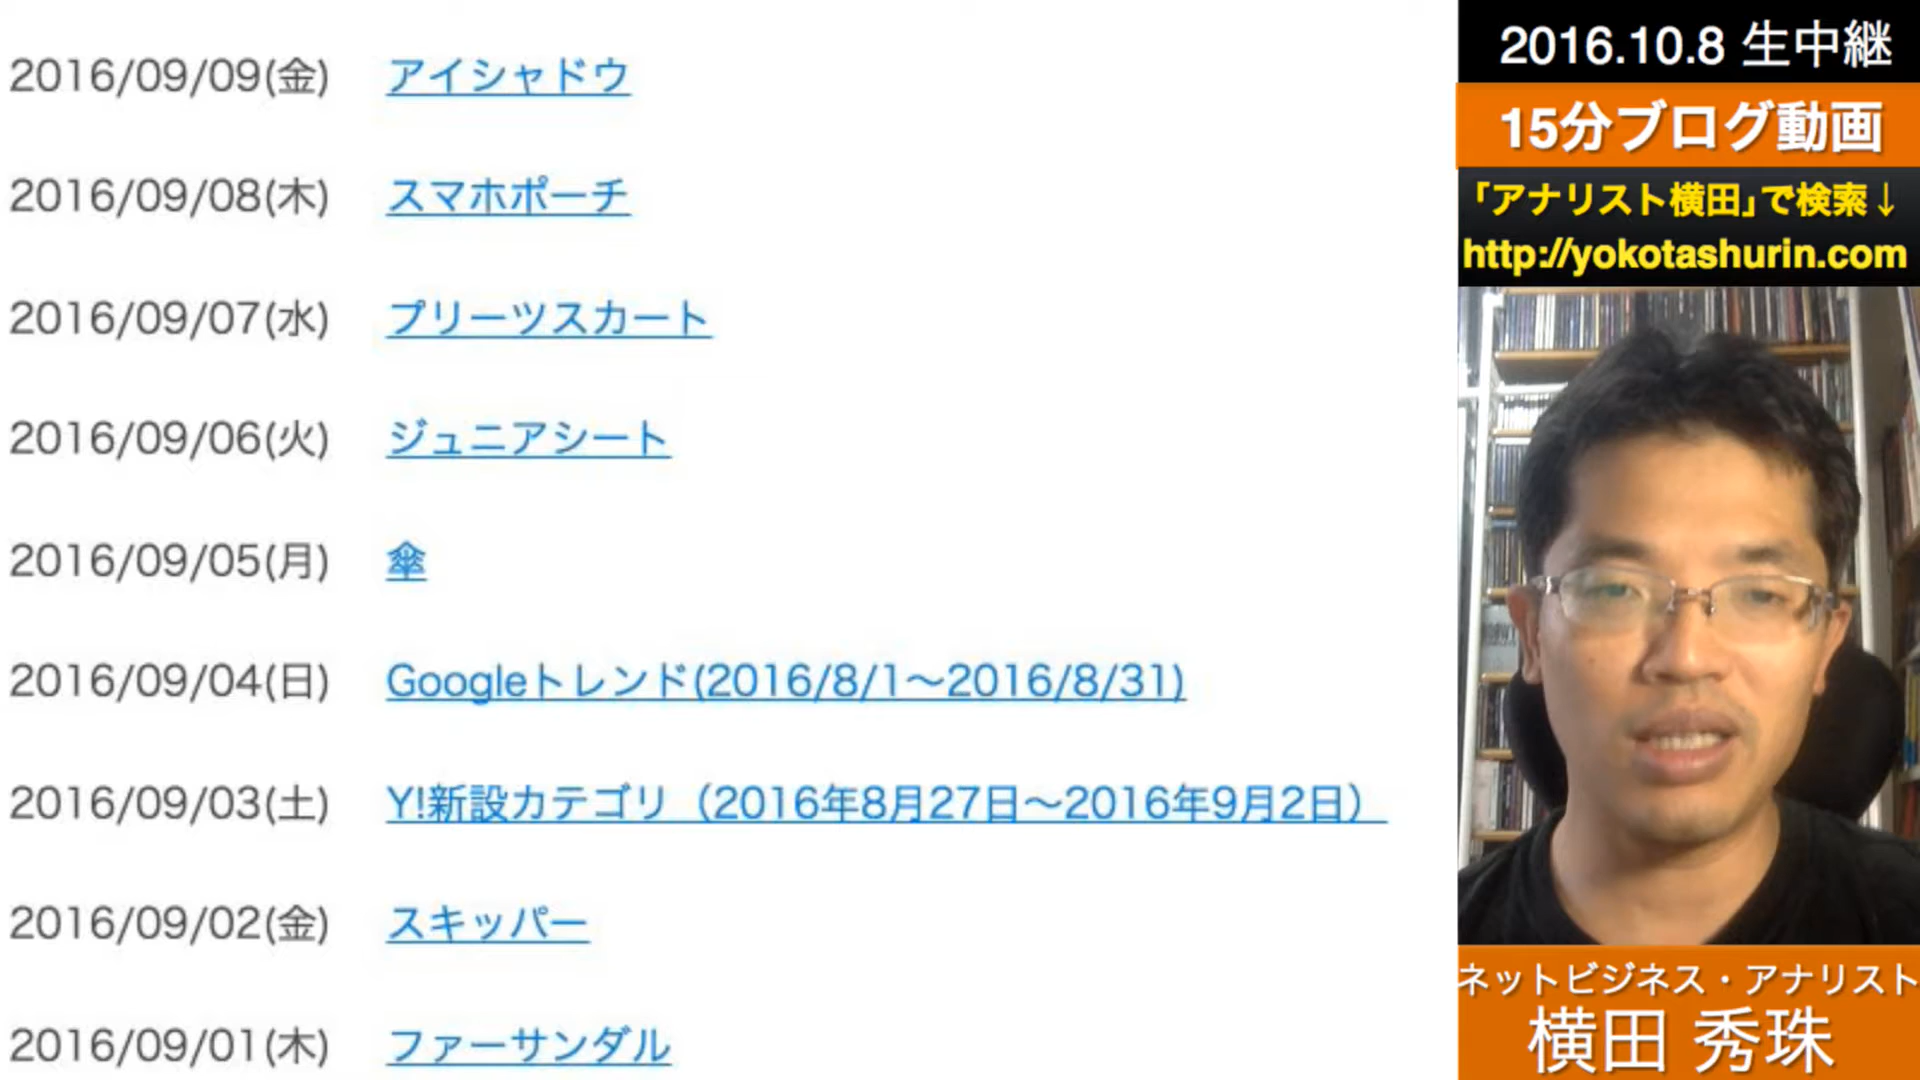 2016/09/09(金) アイシャドウ
2016/09/08(木) スマホポーチ
2016/09/07(水) プリーツスカート
2016/09/06(火) ジュニアシート
2016/09/05(月) 傘
2016/09/04(日) Googleトレンド(2016/8/1〜2016/8/31)
2016/09/03(土) Y!新設カテゴリ（2016年8月27日〜2016年9月2日）
2016/09/02(金) スキッパー
2016/09/01(木) ファーサンダル
2016.10.8 生中継
15分ブログ動画
「アナリスト横田」で検索↓
http://yokotashurin.com
ネットビジネス・アナリスト
横田 秀珠